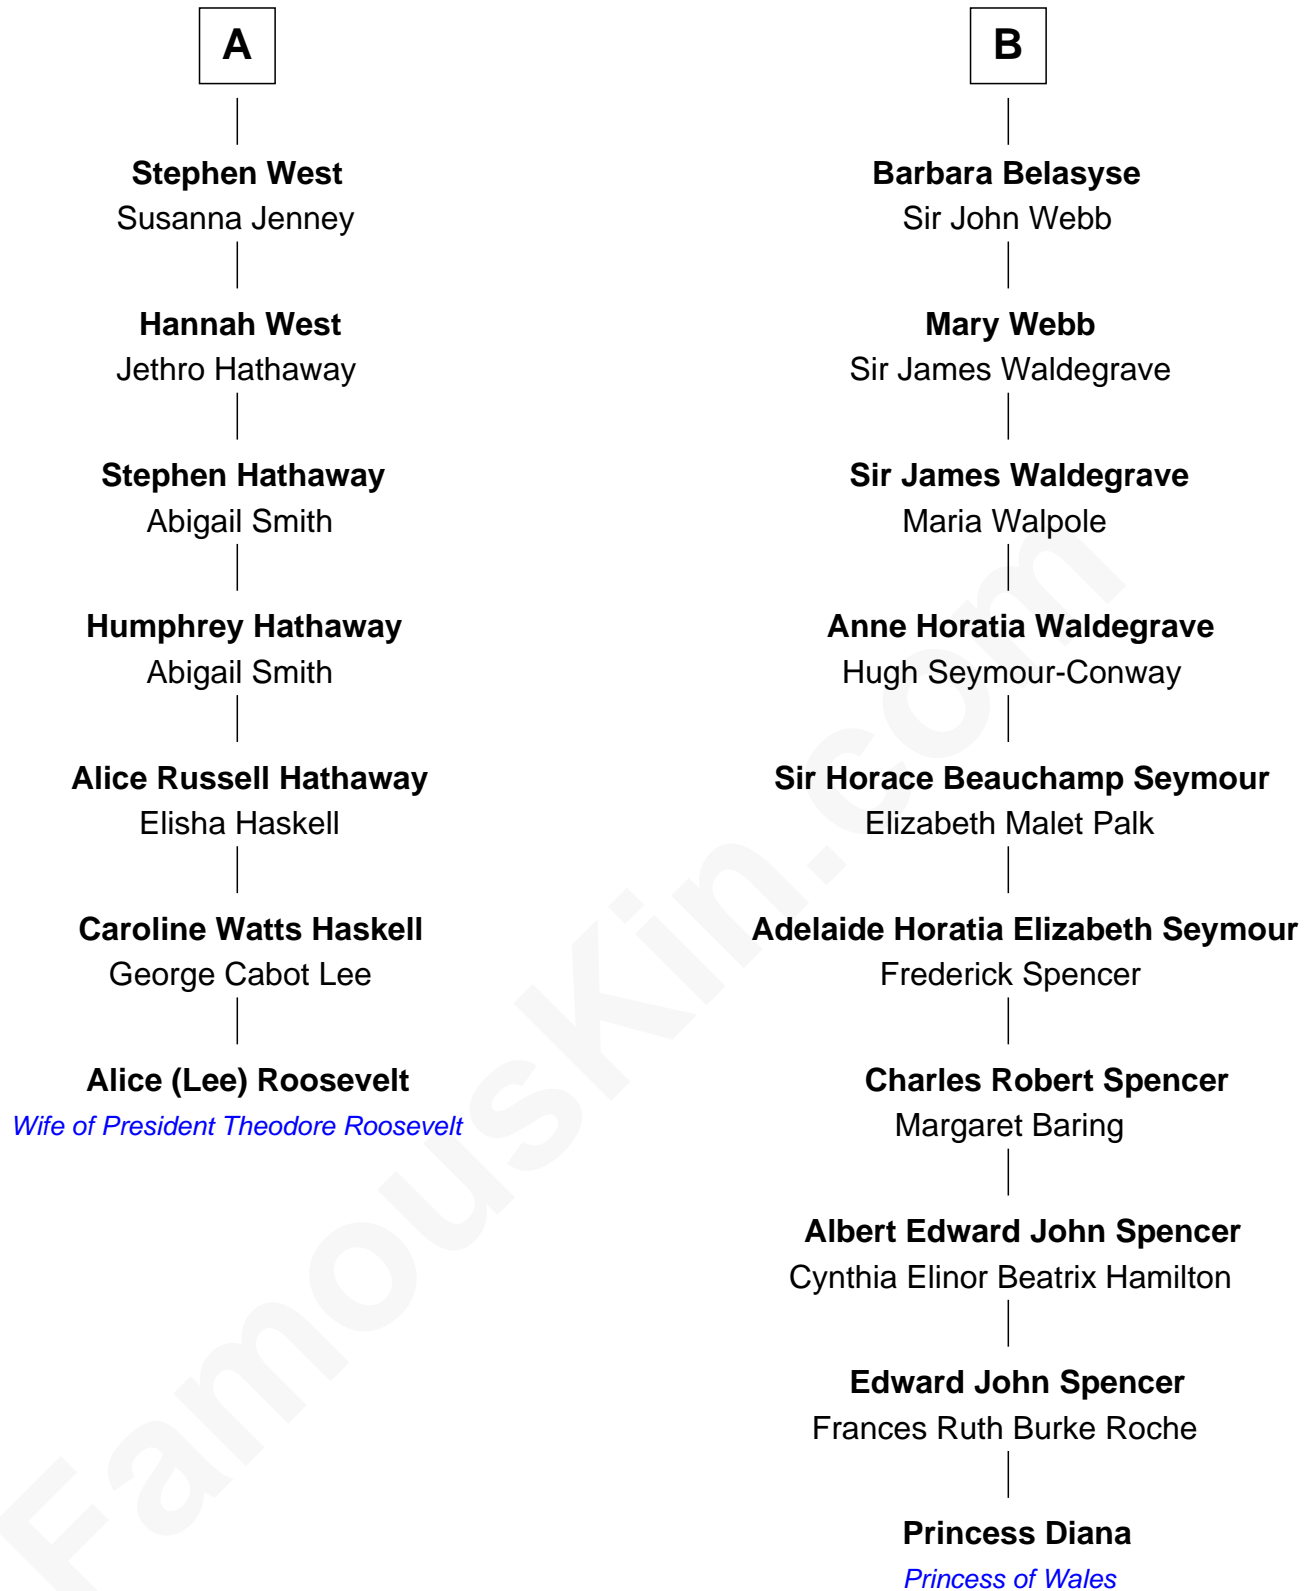 A
Stephen West
Susanna Jenney
Hannah West
Jethro Hathaway
Stephen Hathaway
Abigail Smith
Humphrey Hathaway
Abigail Smith
Alice Russell Hathaway
Elisha Haskell
Caroline Watts Haskell
George Cabot Lee
Alice (Lee) Roosevelt
Wife of President Theodore Roosevelt
B
Barbara Belasyse
Sir John Webb
Mary Webb
Sir James Waldegrave
Sir James Waldegrave
Maria Walpole
Anne Horatia Waldegrave
Hugh Seymour-Conway
Sir Horace Beauchamp Seymour
Elizabeth Malet Palk
Adelaide Horatia Elizabeth Seymour
Frederick Spencer
Charles Robert Spencer
Margaret Baring
Albert Edward John Spencer
Cynthia Elinor Beatrix Hamilton
Edward John Spencer
Frances Ruth Burke Roche
Princess Diana
Princess of Wales
FamousKin.com